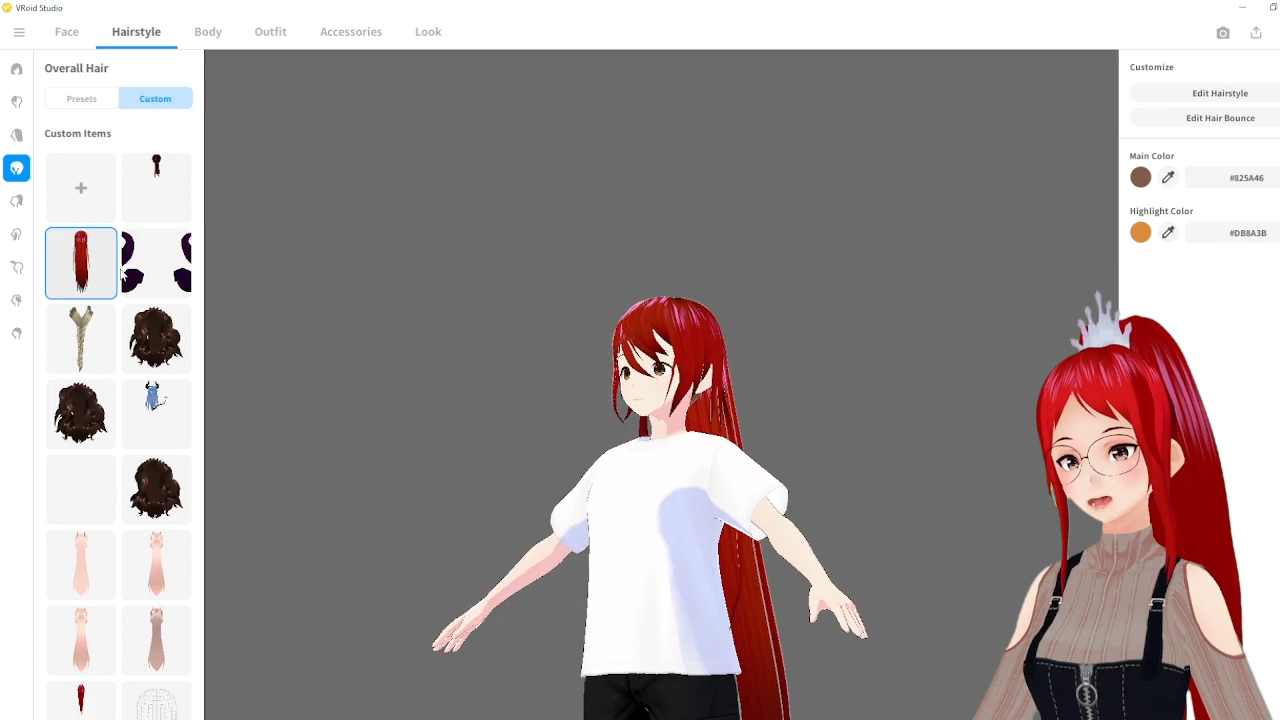 VRoid Studio
Face Hairstyle Body Outfit Accessories Look
Overall Hair
Presets Custom
Custom Items
+
Customize
Edit Hairstyle
Edit Hair Bounce
Main Color
#825A46
Highlight Color
#DB8A3B